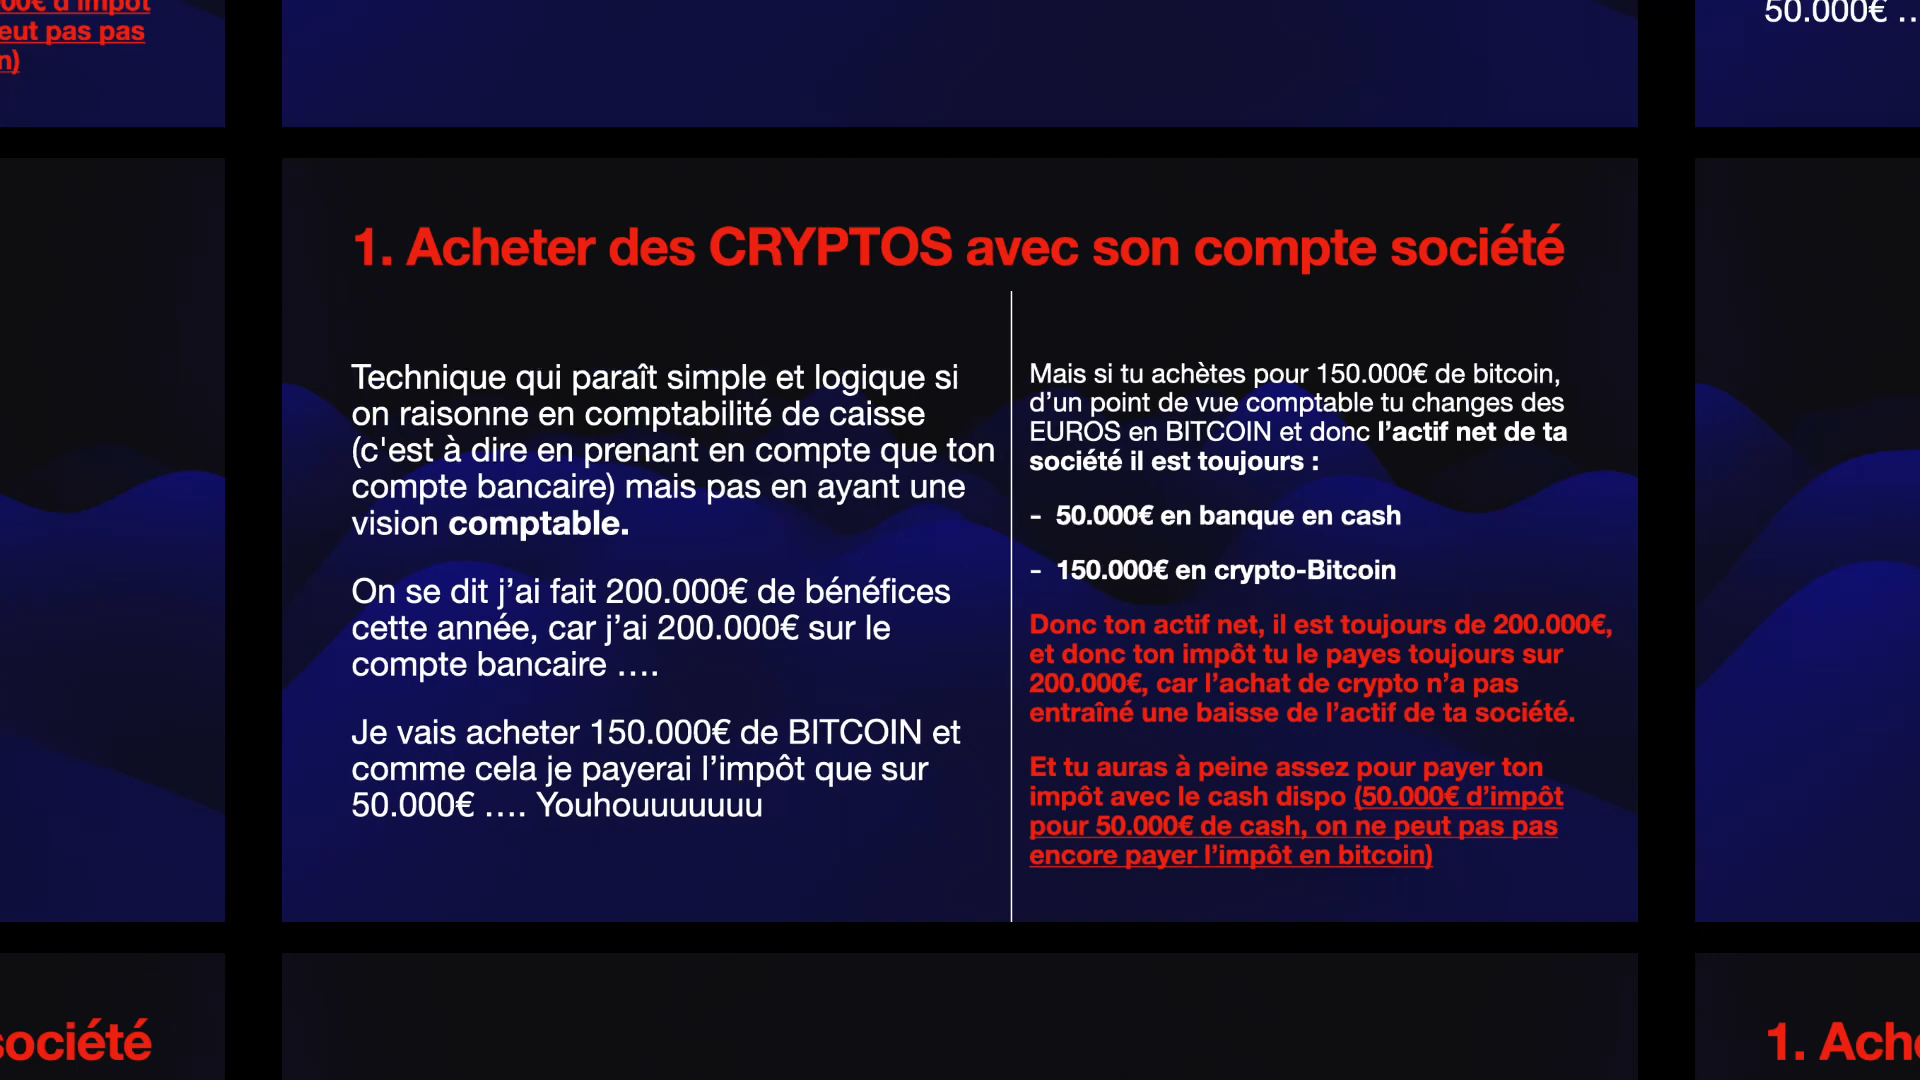 00€ d'impôt
eut pas pas
n)
50.000€ ..
1. Acheter des CRYPTOS avec son compte société
Technique qui paraît simple et logique si
on raisonne en comptabilité de caisse
(c'est à dire en prenant en compte que ton
compte bancaire) mais pas en ayant une
vision comptable.
On se dit j’ai fait 200.000€ de bénéfices
cette année, car j’ai 200.000€ sur le
compte bancaire ....
Je vais acheter 150.000€ de BITCOIN et
comme cela je payerai l’impôt que sur
50.000€ .... Youhouuuuuuu
Mais si tu achètes pour 150.000€ de bitcoin,
d’un point de vue comptable tu changes des
EUROS en BITCOIN et donc l’actif net de ta
société il est toujours :
- 50.000€ en banque en cash
- 150.000€ en crypto-Bitcoin
Donc ton actif net, il est toujours de 200.000€,
et donc ton impôt tu le payes toujours sur
200.000€, car l’achat de crypto n’a pas
entraîné une baisse de l’actif de ta société.
Et tu auras à peine assez pour payer ton
impôt avec le cash dispo (50.000€ d’impôt
pour 50.000€ de cash, on ne peut pas pas
encore payer l’impôt en bitcoin)
société
1. Ach